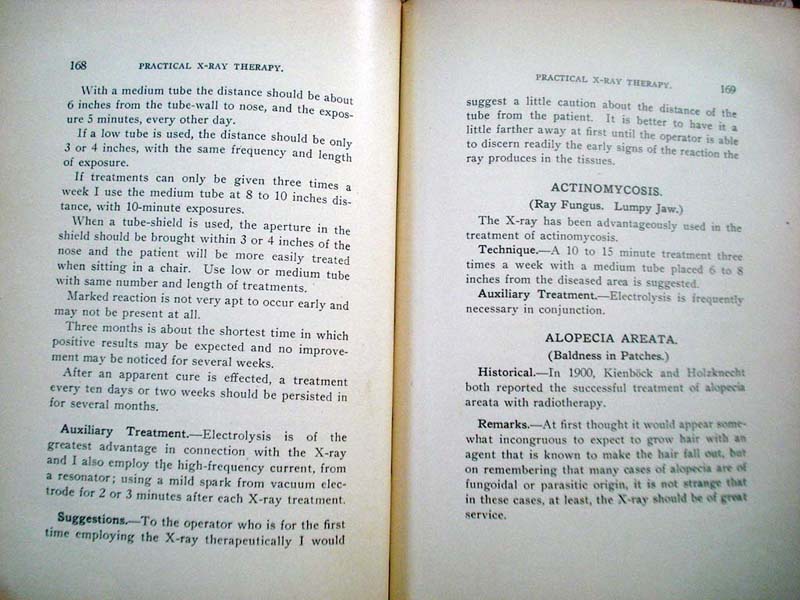 168 PRACTICAL X-RAY THERAPY.
With a medium tube the distance should be about
6 inches from the tube-wall to nose, and the expos-
ure 5 minutes, every other day.
If a low tube is used, the distance should be only
3 or 4 inches, with the same frequency and length
of exposure.
If treatments can only be given three times a
week I use the medium tube at 8 to 10 inches dis-
tance, with 10-minute exposures.
When a tube-shield is used, the aperture in the
shield should be brought within 3 or 4 inches of the
nose and the patient will be more easily treated
when sitting in a chair. Use low or medium tube
with same number and length of treatments.
Marked reaction is not very apt to occur early and
may not be present at all.
Three months is about the shortest time in which
positive results may be expected and no improve-
ment may be noticed for several weeks.
After an apparent cure is effected, a treatment
every ten days or two weeks should be persisted in
for several months.
Auxiliary Treatment.—Electrolysis is of the
greatest advantage in connection with the X-ray
and I also employ the high-frequency current, from
a resonator; using a mild spark from vacuum elec-
trode for 2 or 3 minutes after each X-ray treatment.
Suggestions.—To the operator who is for the first
time employing the X-ray therapeutically I would
PRACTICAL X-RAY THERAPY. 169
suggest a little caution about the distance of the
tube from the patient. It is better to have it a
little farther away at first until the operator is able
to discern readily the early signs of the reaction the
ray produces in the tissues.
ACTINOMYCOSIS.
(Ray Fungus. Lumpy Jaw.)
The X-ray has been advantageously used in the
treatment of actinomycosis.
Technique.—A 10 to 15 minute treatment three
times a week with a medium tube placed 6 to 8
inches from the diseased area is suggested.
Auxiliary Treatment.—Electrolysis is frequently
necessary in conjunction.
ALOPECIA AREATA.
(Baldness in Patches.)
Historical.—In 1900, Kienböck and Holzknecht
both reported the successful treatment of alopecia
areata with radiotherapy.
Remarks.—At first thought it would appear some-
what incongruous to expect to grow hair with an
agent that is known to make the hair fall out, but
on remembering that many cases of alopecia are of
fungoidal or parasitic origin, it is not strange that
in these cases, at least, the X-ray should be of great
service.